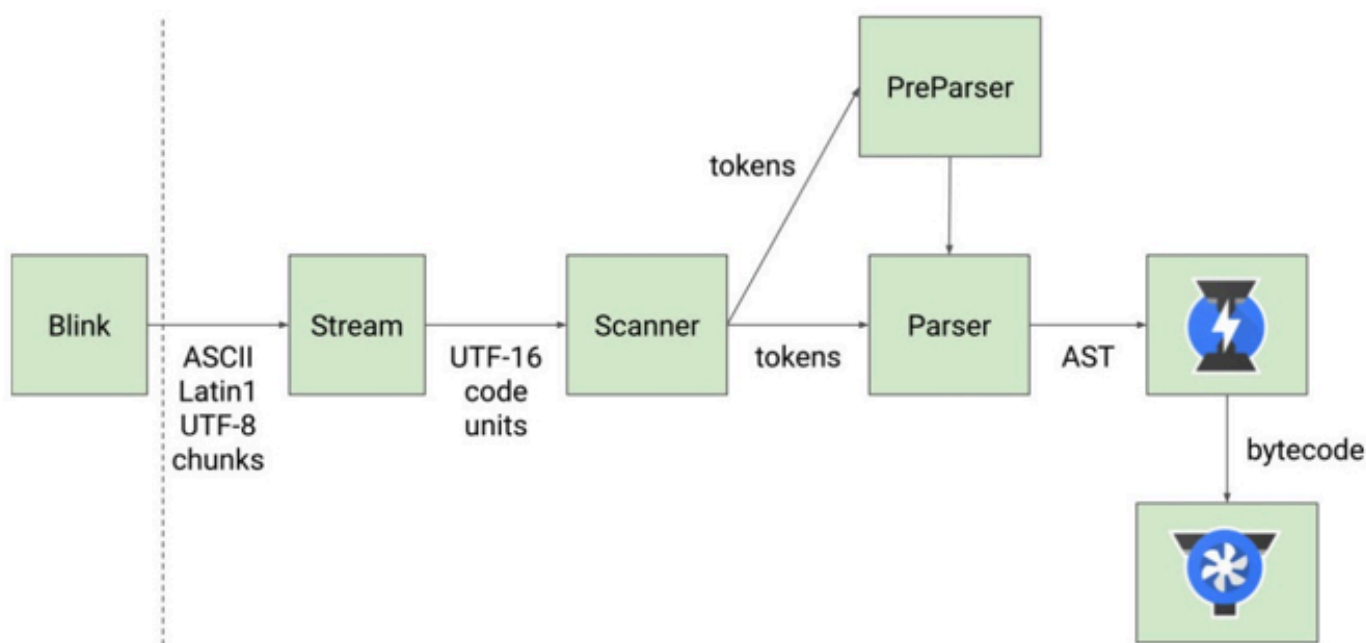 PreParser
tokens
Blink
Stream
Scanner
Parser
ASCII
Latin1
UTF-8
chunks
UTF-16
code
units
tokens
AST
bytecode